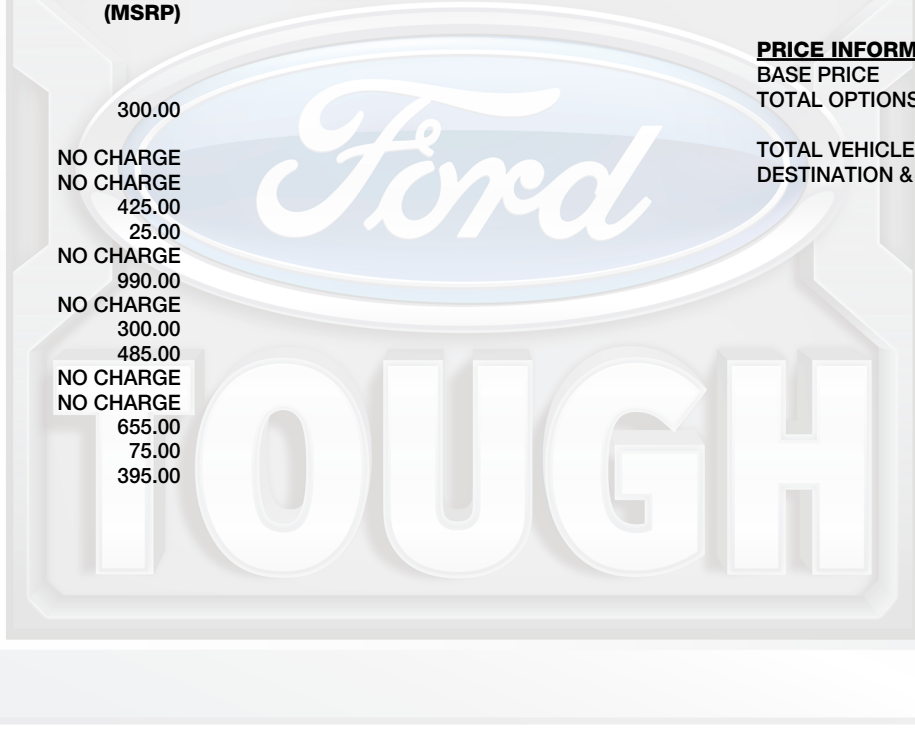 (MSRP)
300.00
NO CHARGE
NO CHARGE
425.00
25.00
NO CHARGE
990.00
NO CHARGE
300.00
485.00
NO CHARGE
NO CHARGE
655.00
75.00
395.00
PRICE INFORM
BASE PRICE
TOTAL OPTIONS
TOTAL VEHICLE
DESTINATION &
Ford
TOUGH